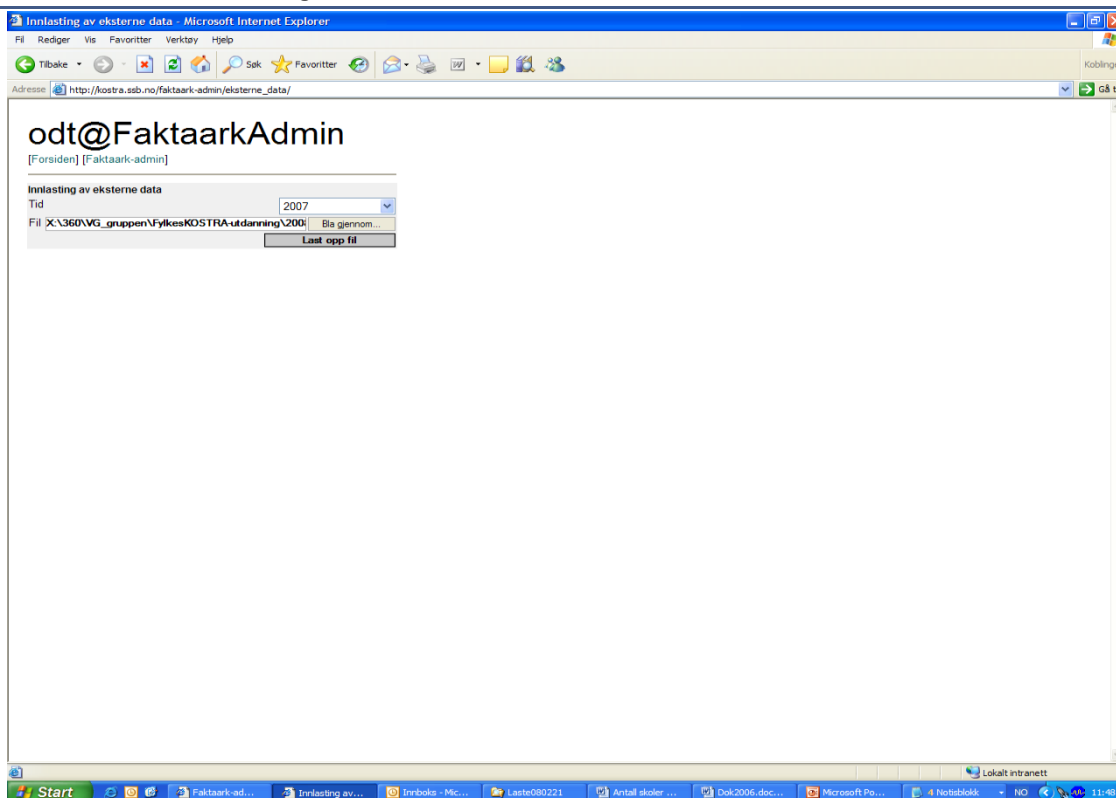 Innlasting av eksterne data - Microsoft Internet Explorer
Fil Rediger Vis Favoritter Verktøy Hjelp
Tilbake Søk Favoritter Koblinge
Adresse http://kostra.ssb.no/faktaark-admin/eksterne_data/ Gå t
odt@FaktaarkAdmin
[Forsiden] [Faktaark-admin]
Innlasting av eksterne data
Tid 2007
Fil X:\360\VG_gruppen\FylkesKOSTRA-utdanning\200 Bla gjennom...
Last opp fil
Lokalt intranett
Start Faktaark-ad... Innlasting av... Innboks - Mic... Laste080221 Antall skoler ... Dok2006.doc... Microsoft Po... 4 Notisblokk NO 11:48